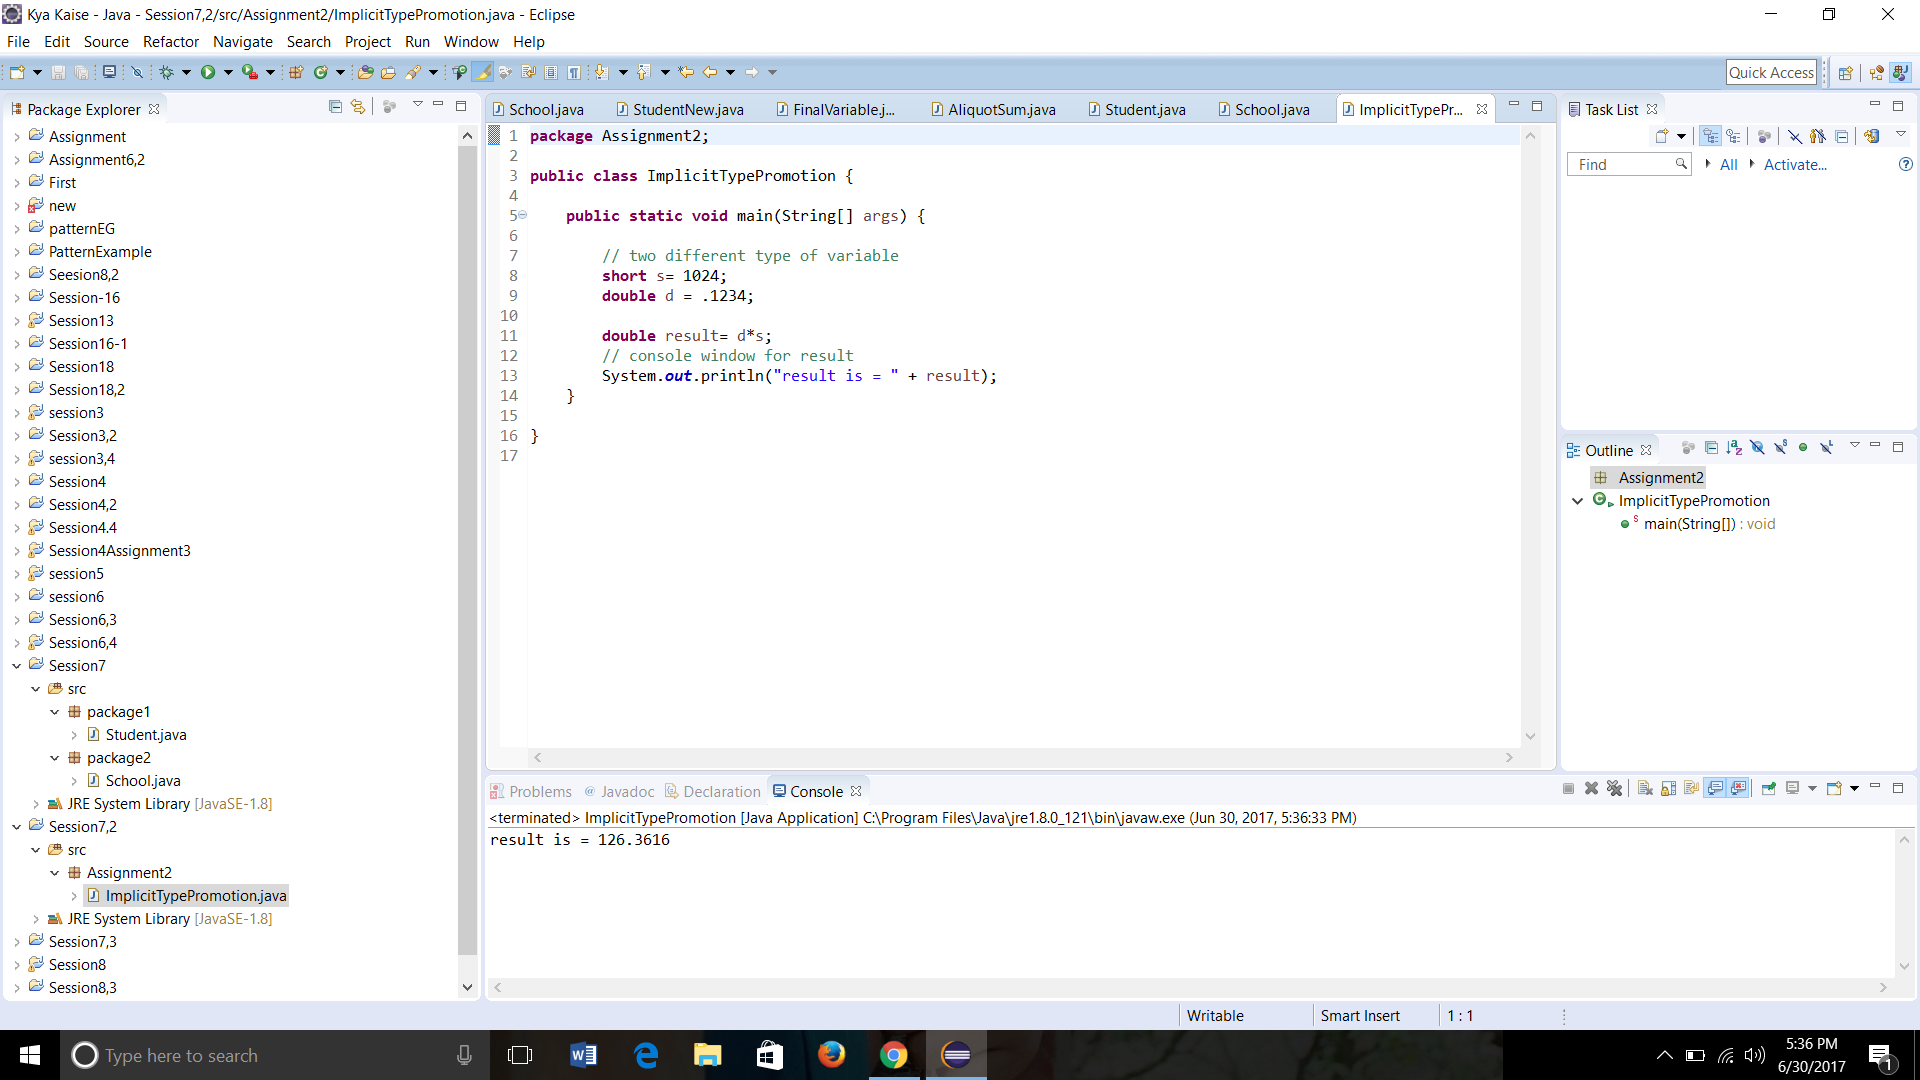 Kya Kaise - Java - Session7,2/src/Assignment2/ImplicitTypePromotion.java - Eclipse
File Edit Source Refactor Navigate Search Project Run Window Help
Quick Access
Package Explorer
Assignment
Assignment6,2
First
new
patternEG
PatternExample
Seesion8,2
Session-16
Session13
Session16-1
Session18
Session18,2
session3
Session3,2
session3,4
Session4
Session4,2
Session4.4
Session4Assignment3
session5
session6
Session6,3
Session6,4
Session7
src
package1
Student.java
package2
School.java
JRE System Library [JavaSE-1.8]
Session7,2
src
Assignment2
ImplicitTypePromotion.java
JRE System Library [JavaSE-1.8]
Session7,3
Session8
Session8,3
School.java StudentNew.java FinalVariable.j... AliquotSum.java Student.java School.java ImplicitTypePr...
1 package Assignment2;
2
3 public class ImplicitTypePromotion {
4
5 public static void main(String[] args) {
6
7 // two different type of variable
8 short s= 1024;
9 double d = .1234;
10
11 double result= d*s;
12 // console window for result
13 System.out.println("result is = " + result);
14 }
15
16 }
17
Task List
Find All Activate...
Outline
Assignment2
ImplicitTypePromotion
main(String[]) : void
Problems Javadoc Declaration Console
<terminated> ImplicitTypePromotion [Java Application] C:\Program Files\Java\jre1.8.0_121\bin\javaw.exe (Jun 30, 2017, 5:36:33 PM)
result is = 126.3616
Writable Smart Insert 1 : 1
Type here to search
5:36 PM
6/30/2017
1